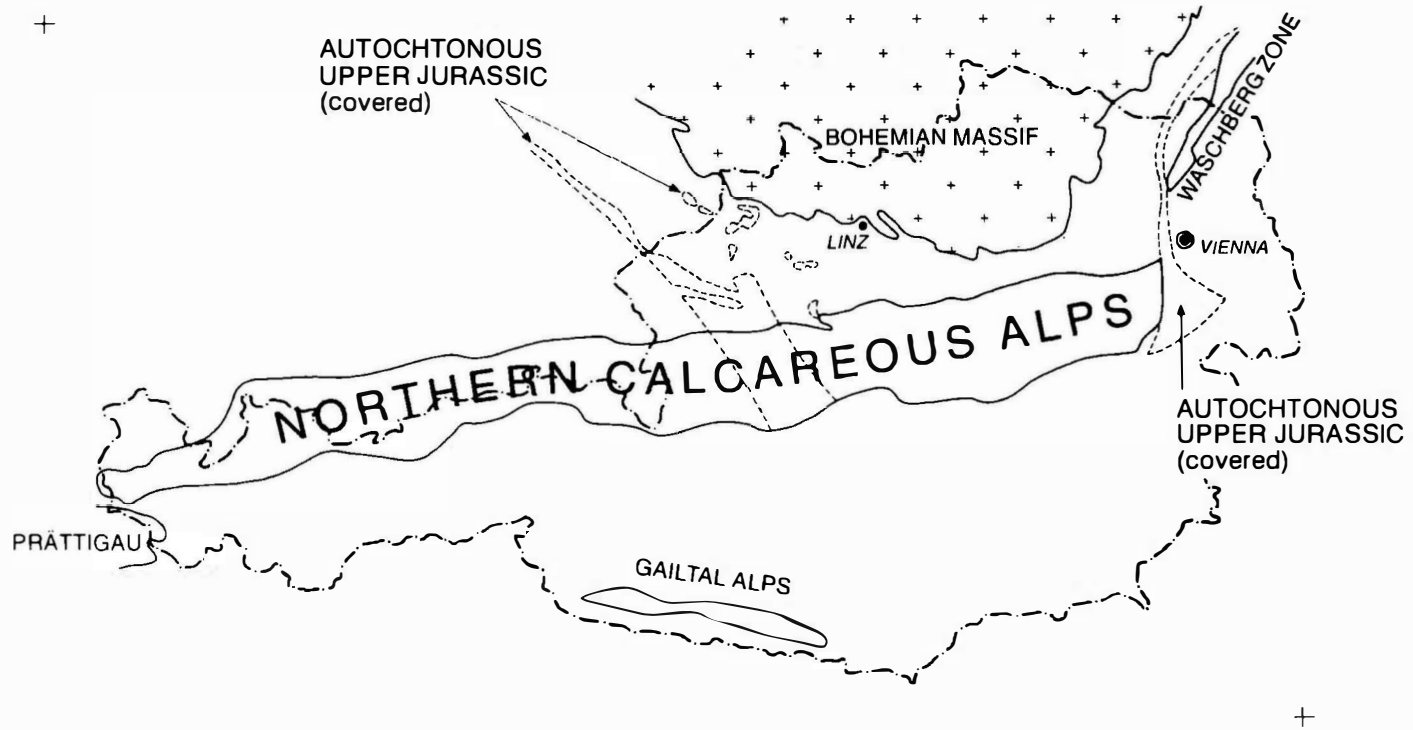 AUTOCHTONOUS
UPPER JURASSIC
(covered)
BOHEMIAN MASSIF
WASCHBERG ZONE
LINZ
VIENNA
NORTHERN CALCAREOUS ALPS
AUTOCHTONOUS
UPPER JURASSIC
(covered)
PRÄTTIGAU
GAILTAL ALPS